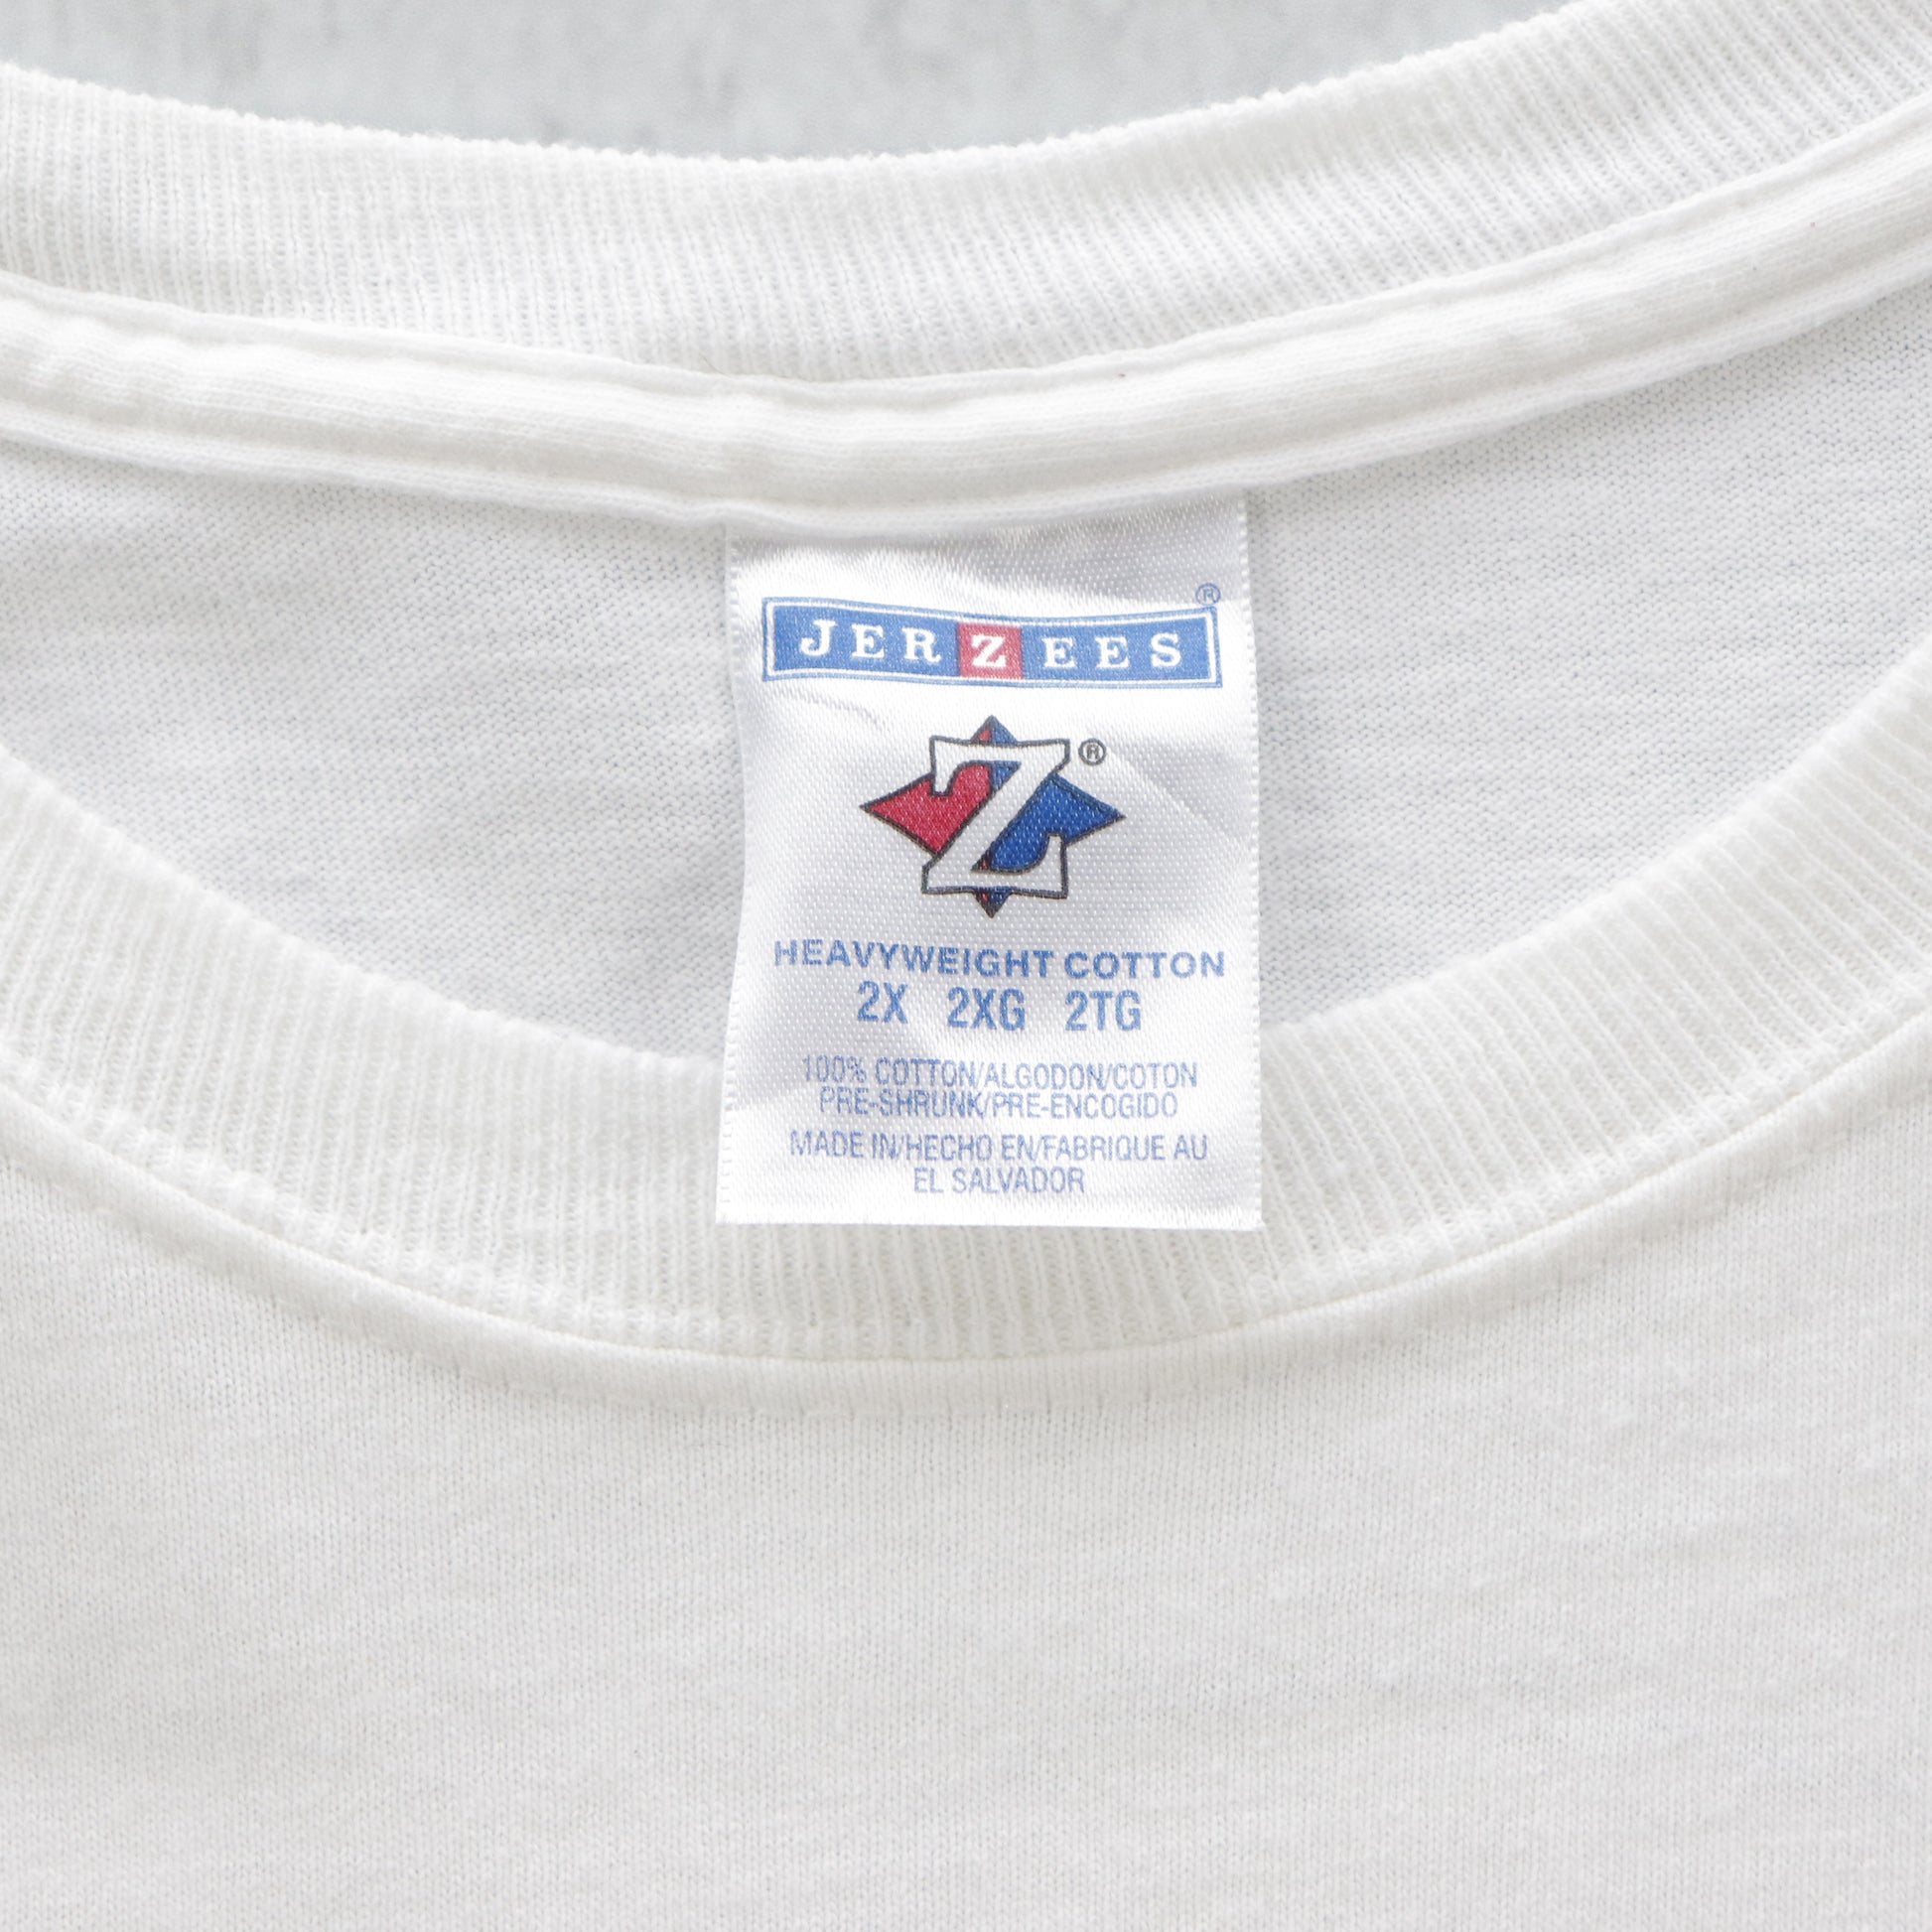 JERZEES®
Z®
HEAVYWEIGHT COTTON
2X 2XG 2TG
100% COTTON/ALGODON/COTON
PRE-SHRUNK/PRE-ENCOGIDO
MADE IN/HECHO EN/FABRIQUE AU
EL SALVADOR